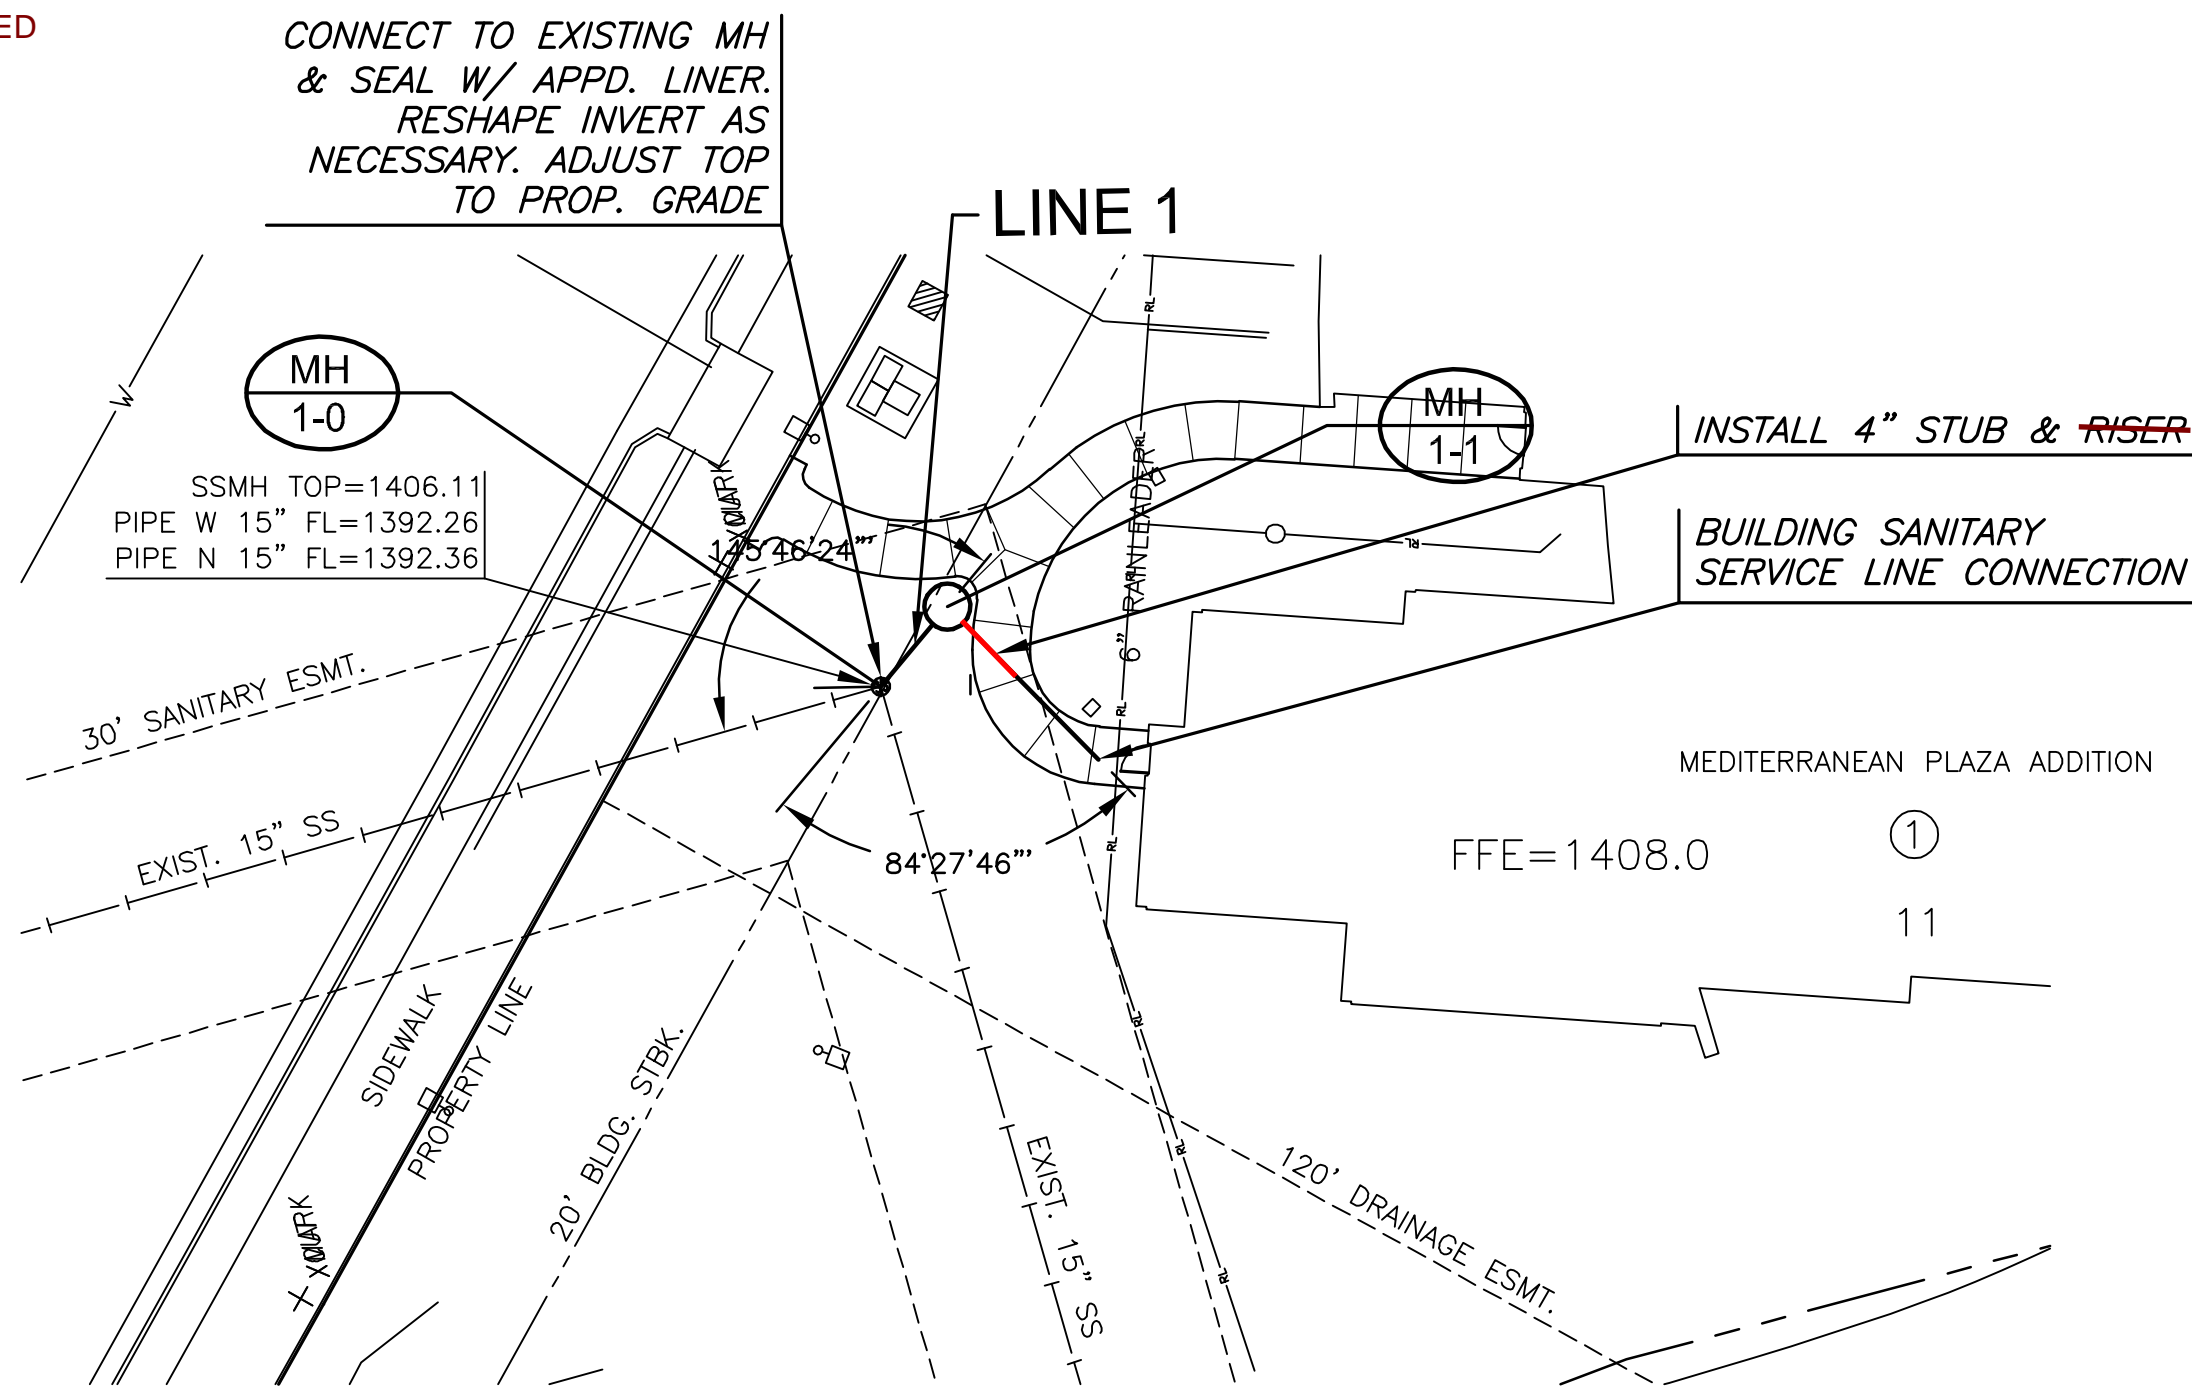 ED
CONNECT TO EXISTING MH
& SEAL W/ APPD. LINER.
RESHAPE INVERT AS
NECESSARY. ADJUST TOP
TO PROP. GRADE
LINE 1
RL
W
MH
1-0
MH
1-1
INSTALL 4" STUB & RISER
SSMH TOP=1406.11
PIPE W 15" FL=1392.26
PIPE N 15" FL=1392.36
RL
6" RAINLEADER
RL
RL
BUILDING SANITARY
SERVICE LINE CONNECTION
145°46'24"'
30' SANITARY ESMT.
RL
MEDITERRANEAN PLAZA ADDITION
EXIST. 15" SS
RL
84°27'46"'
FFE=1408.0
1
11
SIDEWALK
PROPERTY LINE
20' BLDG. STBK.
RL
RL
EXIST. 15" SS
120' DRAINAGE ESMT.
RL